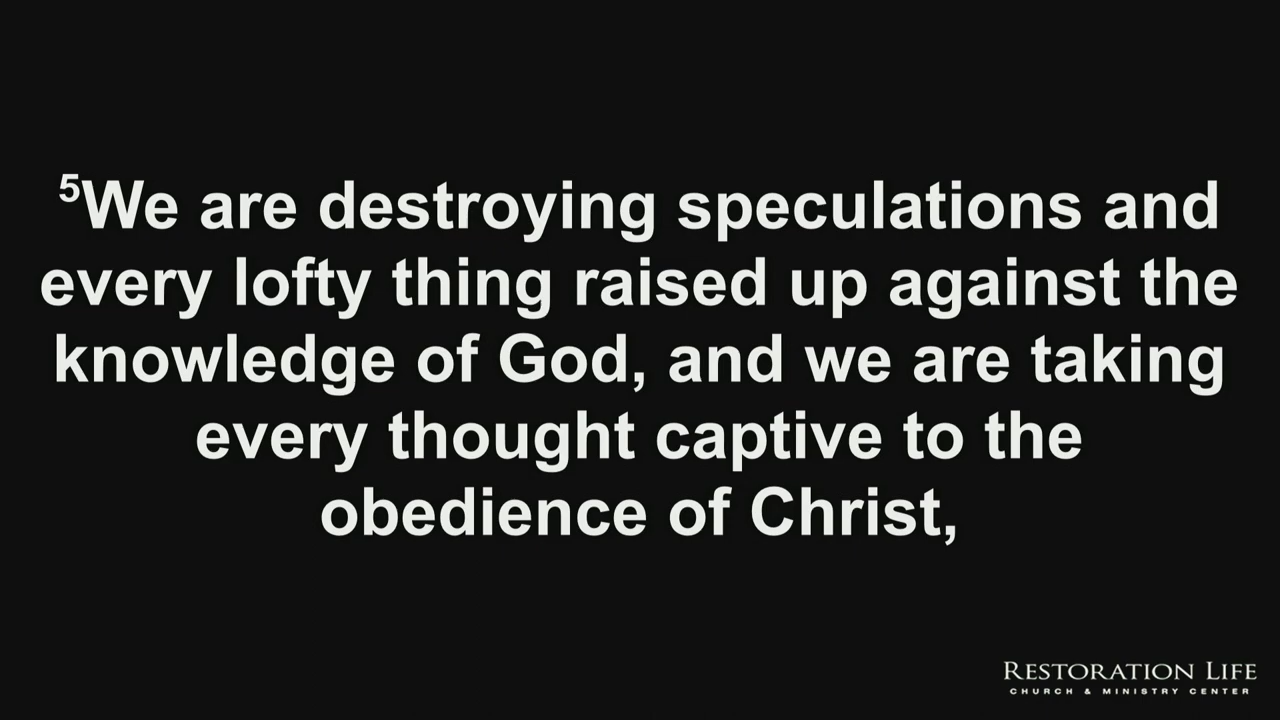 ⁵We are destroying speculations and
every lofty thing raised up against the
knowledge of God, and we are taking
every thought captive to the
obedience of Christ,
RESTORATION LIFE
CHURCH & MINISTRY CENTER